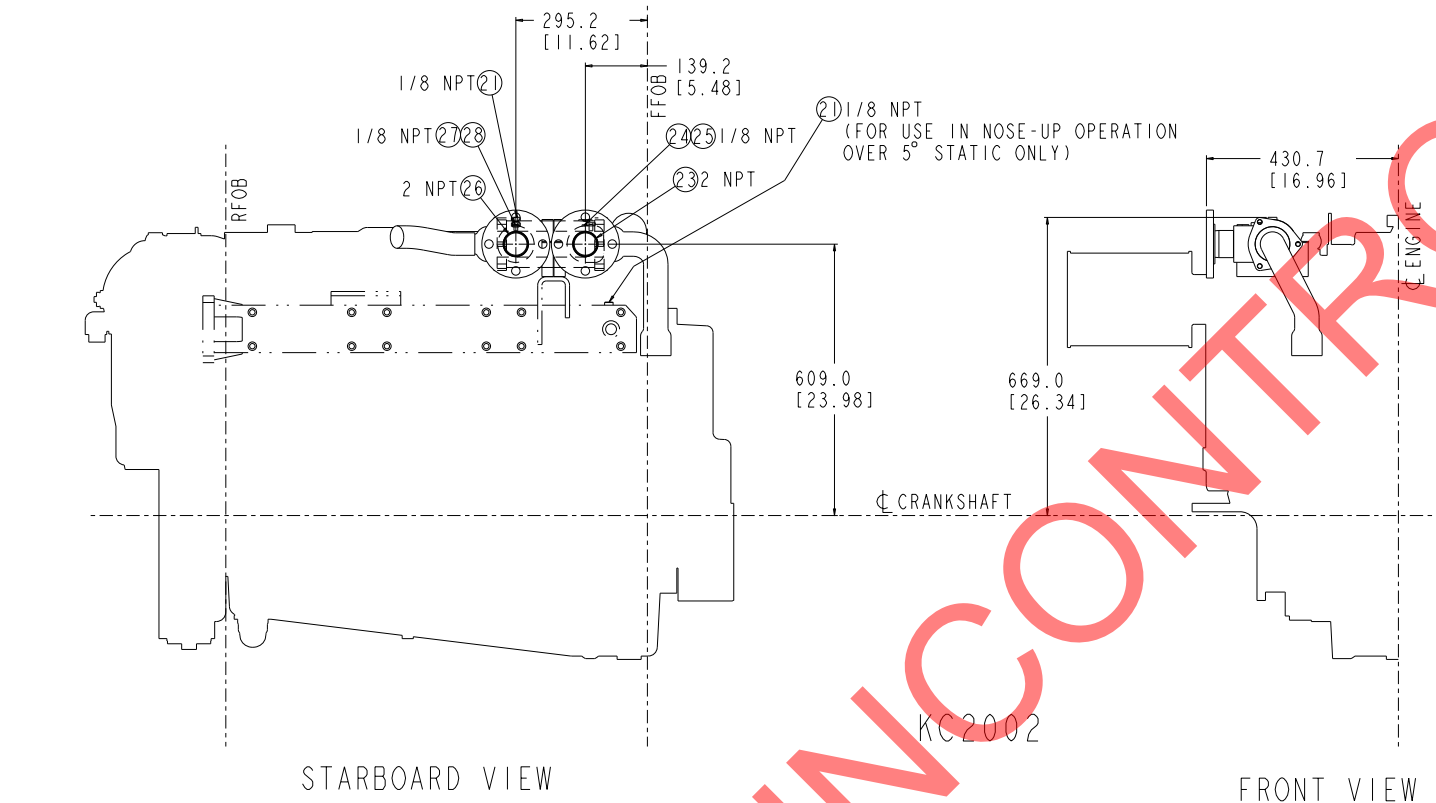 295.2
[11.62]
139.2
[5.48]
FFOB
1/8 NPT 21
1/8 NPT 27 28
2 NPT 26
24 25 1/8 NPT
23 2 NPT
21 1/8 NPT
(FOR USE IN NOSE-UP OPERATION
OVER 5° STATIC ONLY)
RFOB
430.7
[16.96]
℄ ENGINE
609.0
[23.98]
669.0
[26.34]
℄ CRANKSHAFT
KC2002
STARBOARD VIEW
FRONT VIEW
NCONTRO